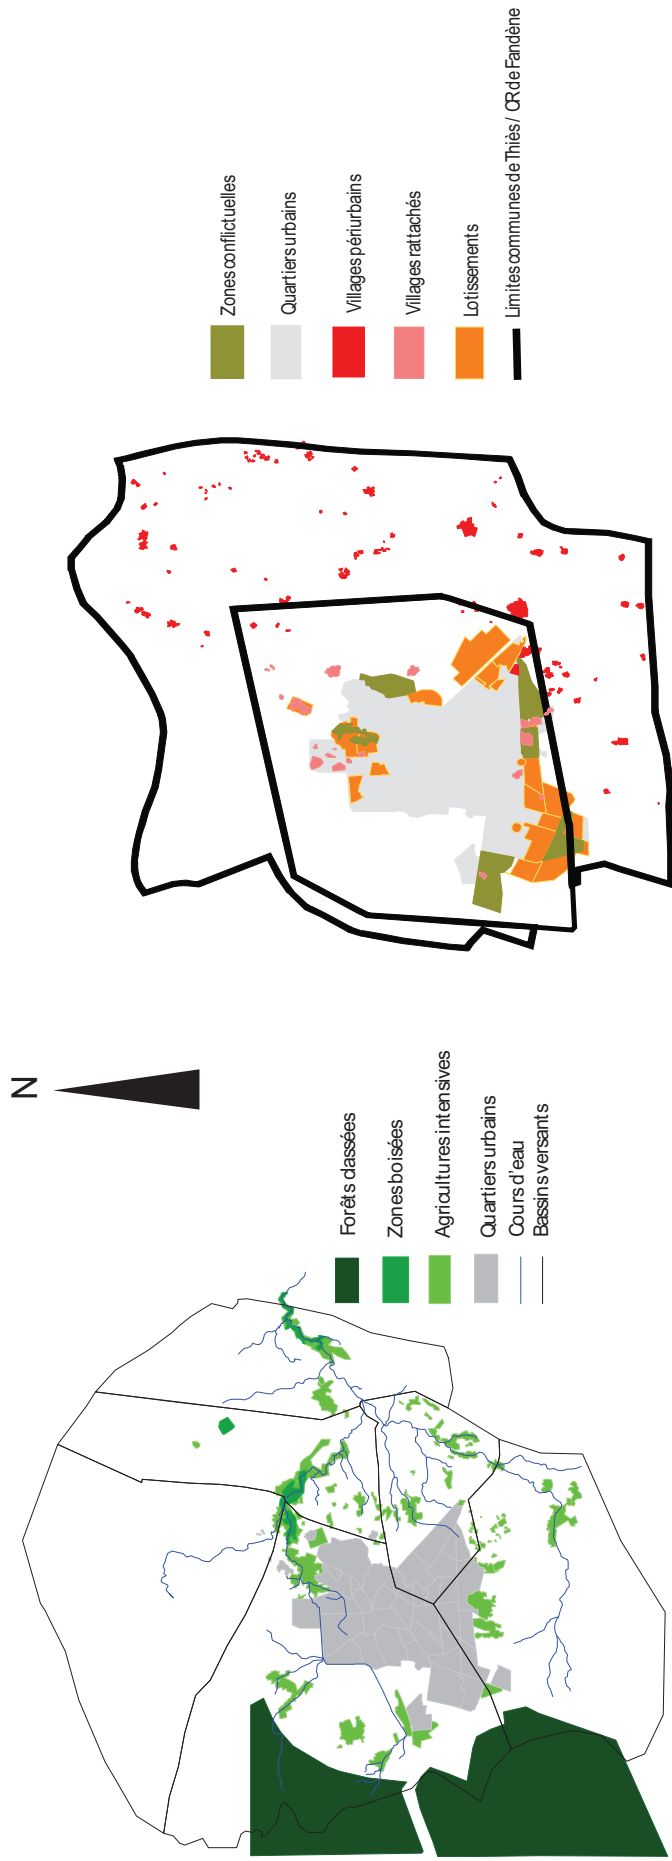 Zones conflictuelles
Quartiers urbains
Villages périurbains
Villages rattachés
Lotissements
Limites communes de Thiès / CR de Fandène
N
Forêts classées
Zones boisées
Agricultures intensives
Quartiers urbains
Cours d'eau
Bassins versants